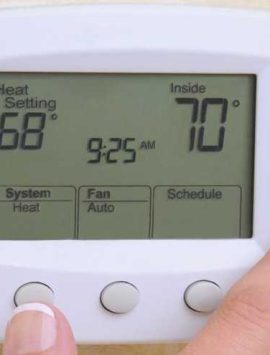 Heat
Setting
68°
Inside
70°
9:25 AM
System
Heat
Fan
Auto
Schedule